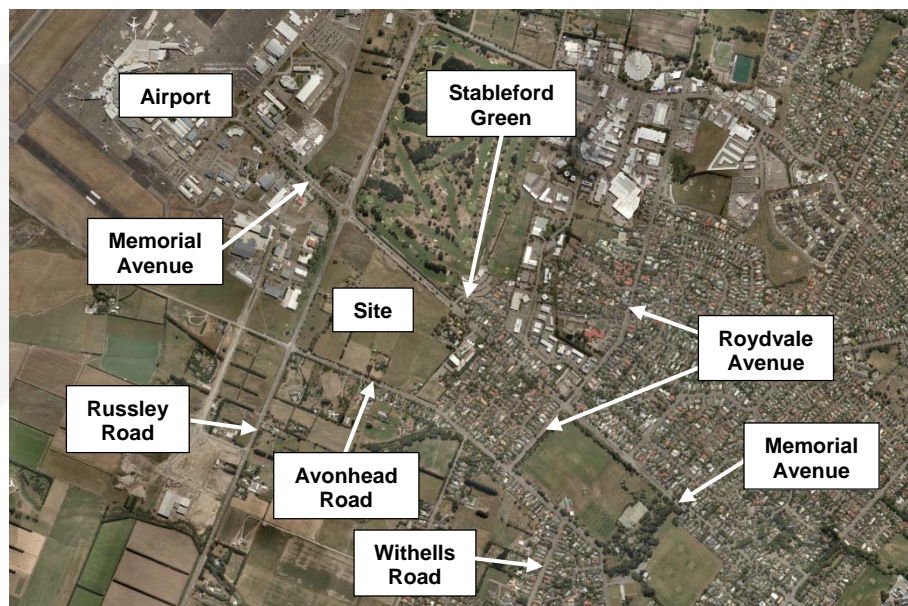 Airport
Stableford
Green
Memorial
Avenue
Site
Roydvale
Avenue
Russley
Road
Avonhead
Road
Memorial
Avenue
Withells
Road